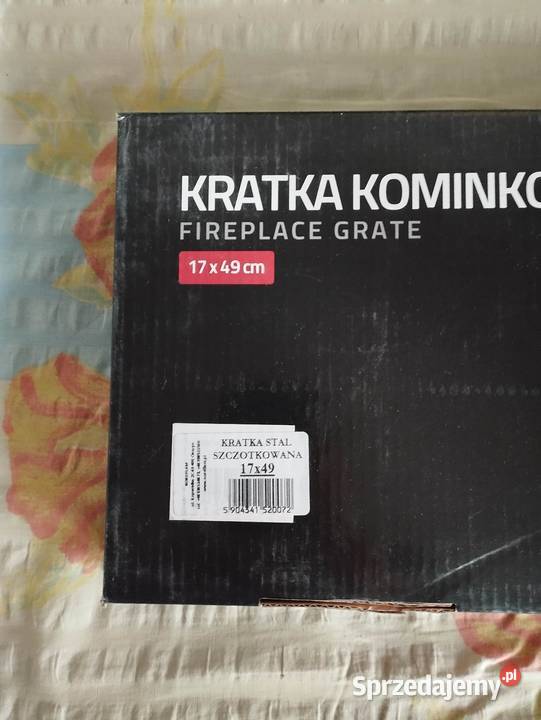 KRATKA KOMINKO
FIREPLACE GRATE
17 x 49 cm
KRATKA STAL
SZCZOTKOWANA
17x49
5 904341 520072
Sprzedajemy.pl